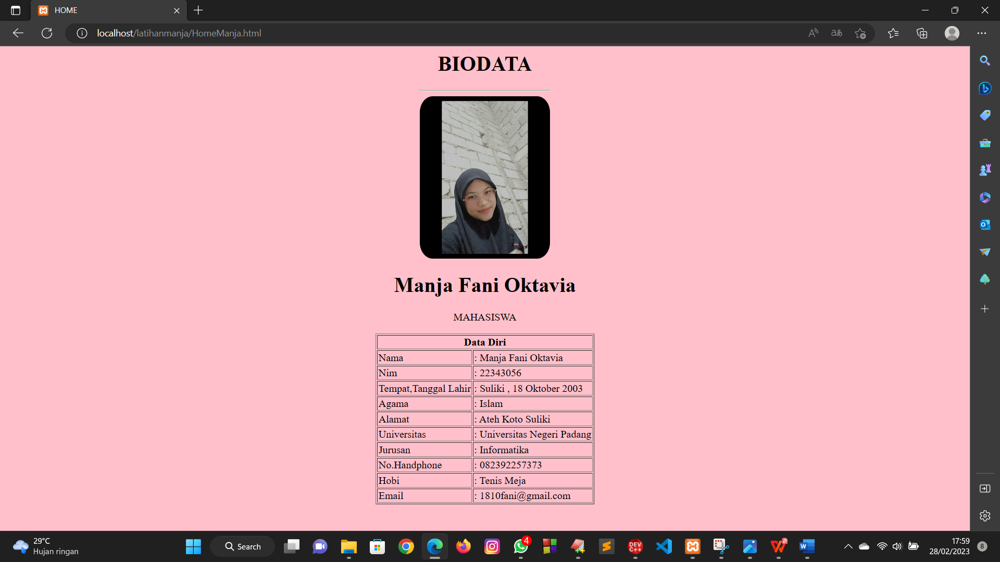 HOME
localhost/latihanmanja/HomeManja.html
BIODATA
Manja Fani Oktavia
MAHASISWA
Data Diri
Nama : Manja Fani Oktavia
Nim : 22343056
Tempat,Tanggal Lahir : Suliki , 18 Oktober 2003
Agama : Islam
Alamat : Ateh Koto Suliki
Universitas : Universitas Negeri Padang
Jurusan : Informatika
No.Handphone : 082392257373
Hobi : Tenis Meja
Email : 1810fani@gmail.com
29°C
Hujan ringan
Search
4
DEV C++
17:59
28/02/2023
8